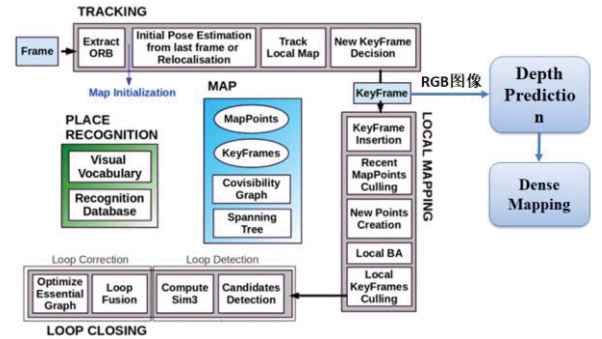 TRACKING
Frame
Extract
ORB
Initial Pose Estimation
from last frame or
Relocalisation
Track
Local Map
New KeyFrame
Decision
Map Initialization
KeyFrame
RGB图像
Depth
Predictio
n
Dense
Mapping
PLACE
RECOGNITION
Visual
Vocabulary
Recognition
Database
MAP
MapPoints
KeyFrames
Covisibility
Graph
Spanning
Tree
LOCAL MAPPING
KeyFrame
Insertion
Recent
MapPoints
Culling
New Points
Creation
Local BA
Local
KeyFrames
Culling
Loop Correction
Loop Detection
Optimize
Essential
Graph
Loop
Fusion
Compute
Sim3
Candidates
Detection
LOOP CLOSING